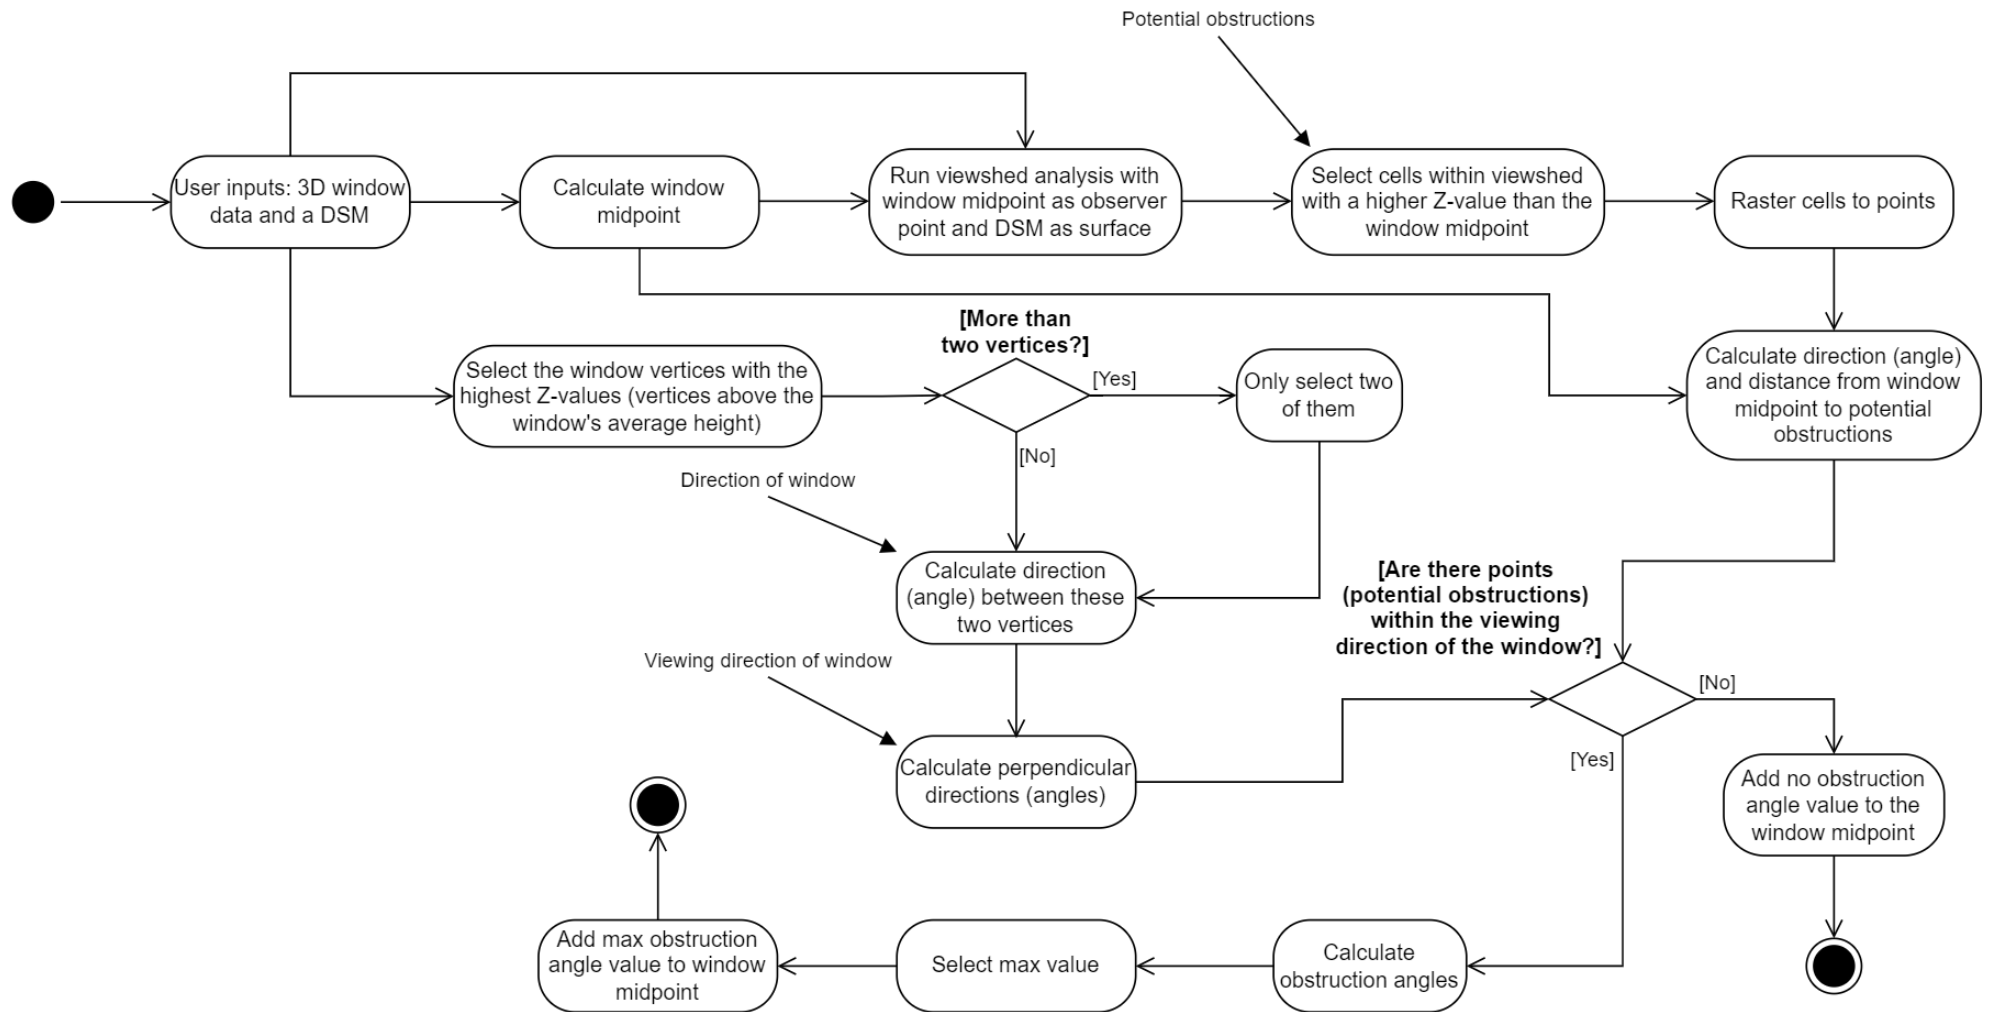 Potential obstructions
User inputs: 3D window
data and a DSM
Calculate window
midpoint
Run viewshed analysis with
window midpoint as observer
point and DSM as surface
Select cells within viewshed
with a higher Z-value than the
window midpoint
Raster cells to points
Select the window vertices with the
highest Z-values (vertices above the
window's average height)
[More than
two vertices?]
[Yes]
Only select two
of them
Calculate direction (angle)
and distance from window
midpoint to potential
obstructions
[No]
Direction of window
Calculate direction
(angle) between these
two vertices
[Are there points
(potential obstructions)
within the viewing
direction of the window?]
Viewing direction of window
Calculate perpendicular
directions (angles)
[No]
[Yes]
Add no obstruction
angle value to the
window midpoint
Calculate
obstruction angles
Select max value
Add max obstruction
angle value to window
midpoint